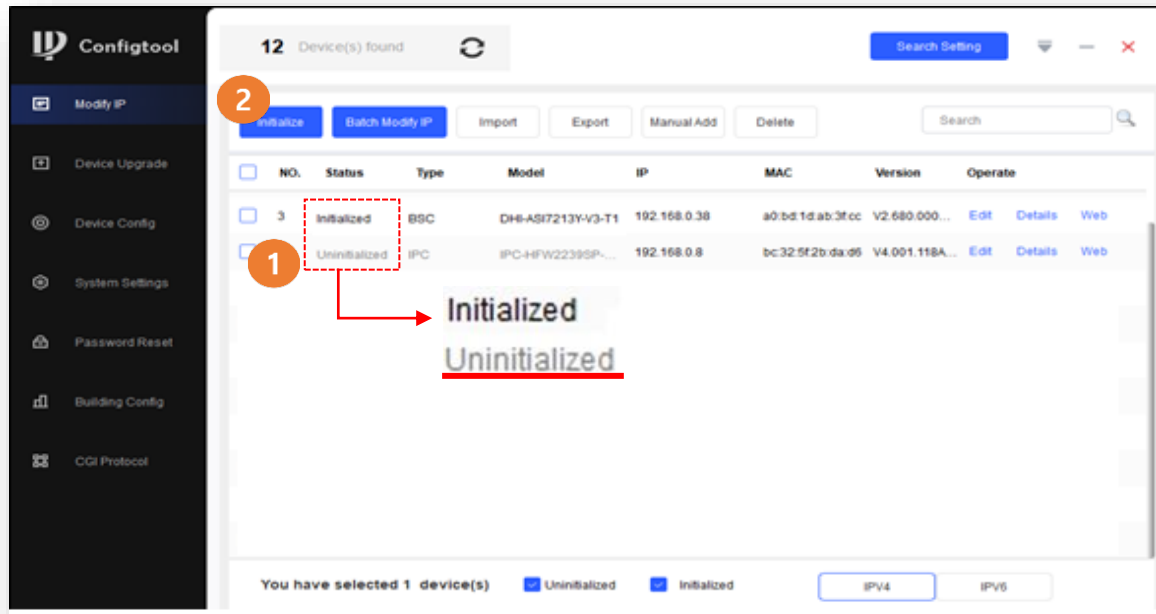 Configtool
12 Device(s) found
Search Setting
Modify IP
Device Upgrade
Device Config
System Settings
Password Reset
Building Config
CGI Protocol
2
Initialize Batch Modify IP Import Export Manual Add Delete Search
NO. Status Type Model IP MAC Version Operate
3 Initialized BSC DHI-ASI7213Y-V3-T1 192.168.0.38 a0:bd:1d:ab:3f:cc V2.680.000... Edit Details Web
1 Uninitialized IPC IPC-HFW2239SP-... 192.168.0.8 bc:32:5f:2b:da:d6 V4.001.118A... Edit Details Web
Initialized
Uninitialized
You have selected 1 device(s) Uninitialized Initialized IPV4 IPV6